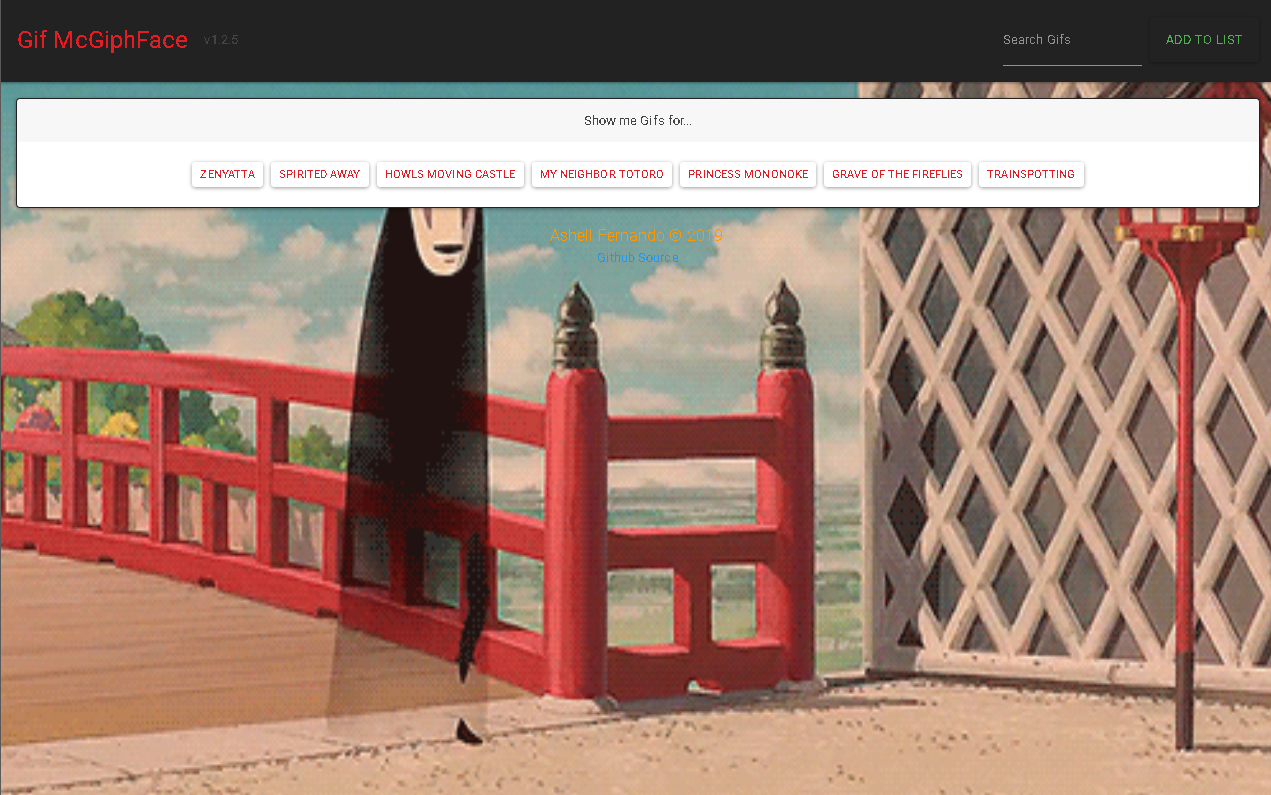 Gif McGiphFace v1.2.5 Search Gifs ADD TO LIST
Show me Gifs for...
ZENYATTA SPIRITED AWAY HOWLS MOVING CASTLE MY NEIGHBOR TOTORO PRINCESS MONONOKE GRAVE OF THE FIREFLIES TRAINSPOTTING
Ashell Fernando © 2019
Github Source